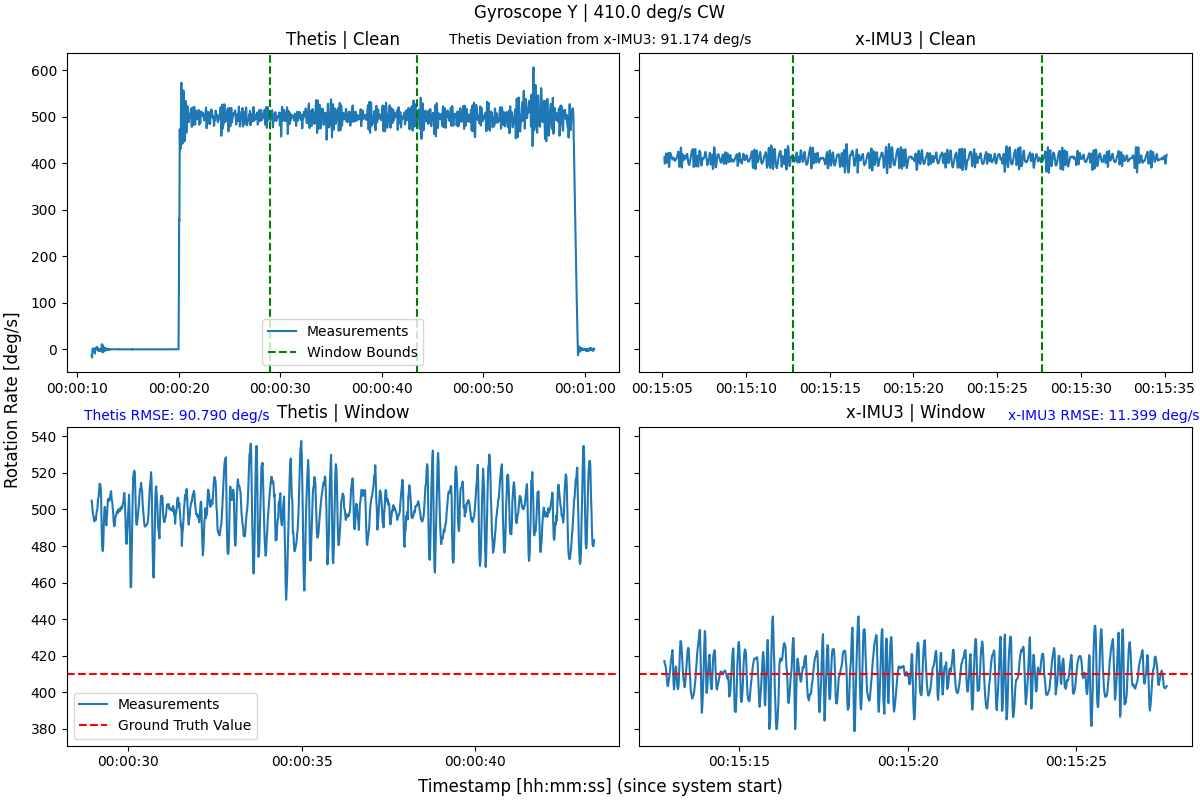 Gyroscope Y | 410.0 deg/s CW
Thetis | Clean
Thetis Deviation from x-IMU3: 91.174 deg/s
x-IMU3 | Clean
600
500
400
300
200
100
0
Measurements
Window Bounds
00:00:10
00:00:20
00:00:30
00:00:40
00:00:50
00:01:00
00:15:05
00:15:10
00:15:15
00:15:20
00:15:25
00:15:30
00:15:35
Rotation Rate [deg/s]
Thetis RMSE: 90.790 deg/s
Thetis | Window
x-IMU3 | Window
x-IMU3 RMSE: 11.399 deg/s
540
520
500
480
460
440
420
400
380
Measurements
Ground Truth Value
00:00:30
00:00:35
00:00:40
00:15:15
00:15:20
00:15:25
Timestamp [hh:mm:ss] (since system start)